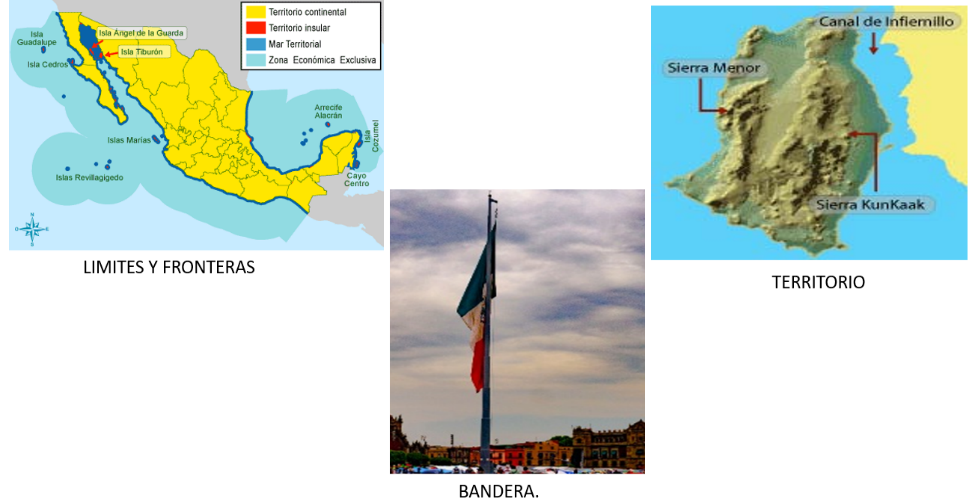 Territorio continental
Territorio insular
Mar Territorial
Zona Económica Exclusiva
Isla
Guadalupe
Isla Ángel de la Guarda
Isla Tiburón
Isla Cedros
Arrecife
Alacrán
Isla
Cozumel
Islas Marías
Islas Revillagigedo
Cayo
Centro
N
S
E
LIMITES Y FRONTERAS
Canal de Infiernillo
Sierra Menor
Sierra KunKaak
TERRITORIO
BANDERA.